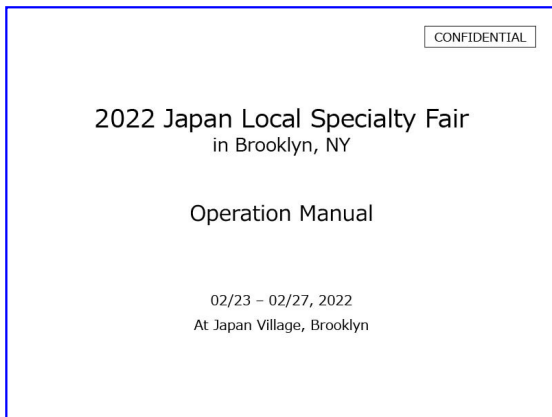 CONFIDENTIAL
2022 Japan Local Specialty Fair
in Brooklyn, NY
Operation Manual
02/23 – 02/27, 2022
At Japan Village, Brooklyn